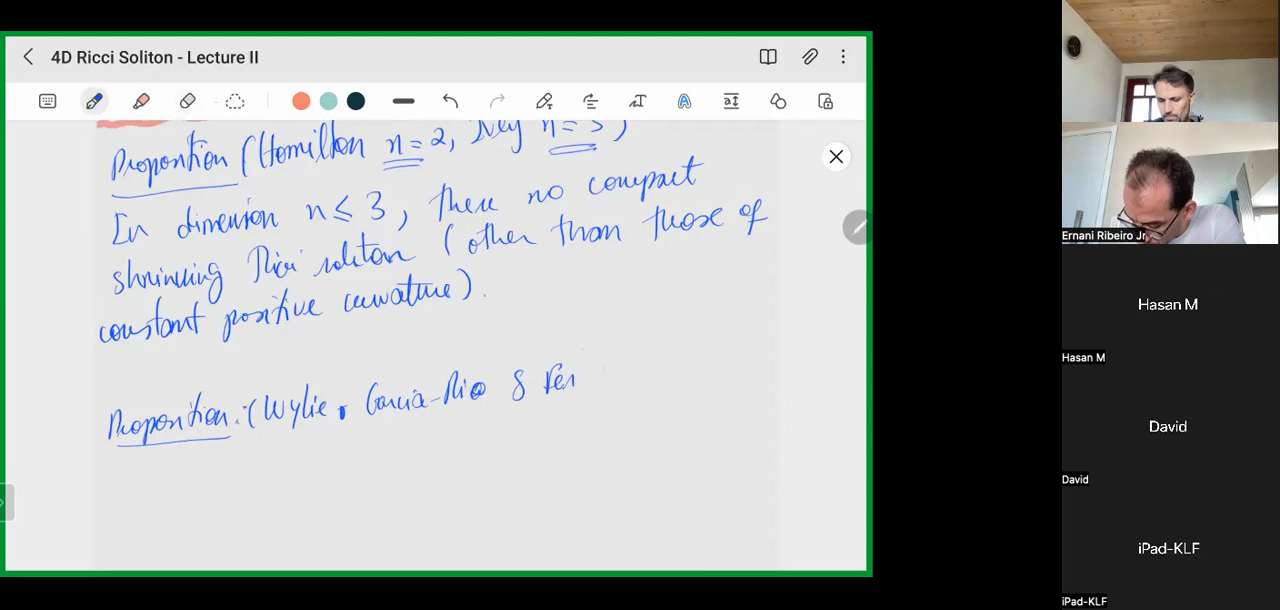 4D Ricci Soliton - Lecture II
Proposition (Hamilton n=2, Ivey n=3)
In dimension n ≤ 3, there no compact
shrinking Ricci soliton (other than those of
constant positive curvature).
Proposition: (Wylie, García-Rio & Fer
Ernani Ribeiro Jr.
Hasan M
Hasan M
David
David
iPad-KLF
iPad-KLF